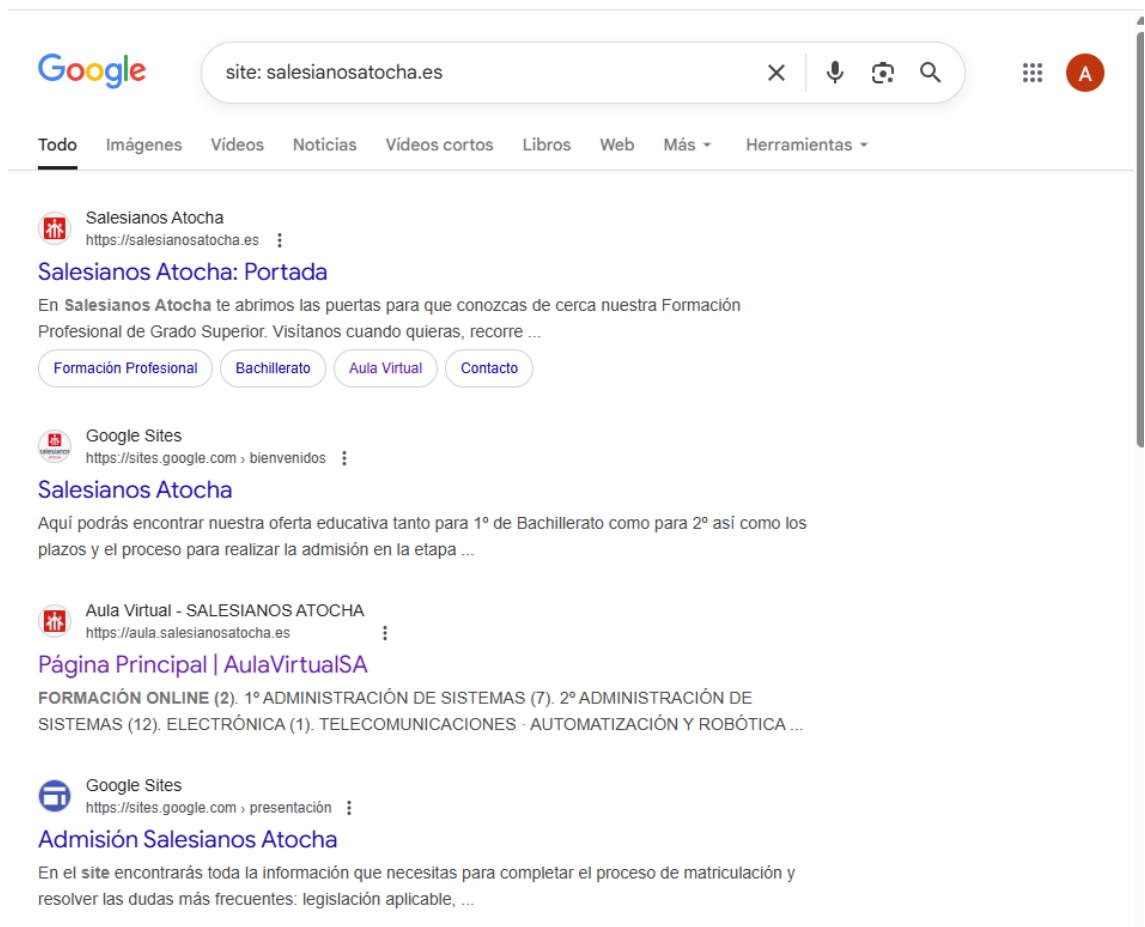 Google
site: salesianosatocha.es
A
Todo Imágenes Vídeos Noticias Vídeos cortos Libros Web Más Herramientas
Salesianos Atocha
https://salesianosatocha.es
Salesianos Atocha: Portada
En Salesianos Atocha te abrimos las puertas para que conozcas de cerca nuestra Formación
Profesional de Grado Superior. Visítanos cuando quieras, recorre ...
Formación Profesional Bachillerato Aula Virtual Contacto
Google Sites
https://sites.google.com › bienvenidos
Salesianos Atocha
Aquí podrás encontrar nuestra oferta educativa tanto para 1º de Bachillerato como para 2º así como los
plazos y el proceso para realizar la admisión en la etapa ...
Aula Virtual - SALESIANOS ATOCHA
https://aula.salesianosatocha.es
Página Principal | AulaVirtualSA
FORMACIÓN ONLINE (2). 1º ADMINISTRACIÓN DE SISTEMAS (7). 2º ADMINISTRACIÓN DE
SISTEMAS (12). ELECTRÓNICA (1). TELECOMUNICACIONES · AUTOMATIZACIÓN Y ROBÓTICA ...
Google Sites
https://sites.google.com › presentación
Admisión Salesianos Atocha
En el site encontrarás toda la información que necesitas para completar el proceso de matriculación y
resolver las dudas más frecuentes: legislación aplicable, ...